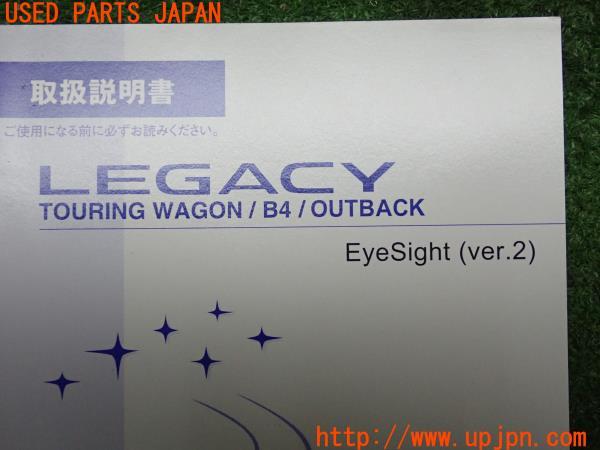 USED PARTS JAPAN
取扱説明書
ご使用になる前に必ずお読みください。
LEGACY
TOURING WAGON / B4 / OUTBACK
EyeSight (ver.2)
http://www.upjpn.com